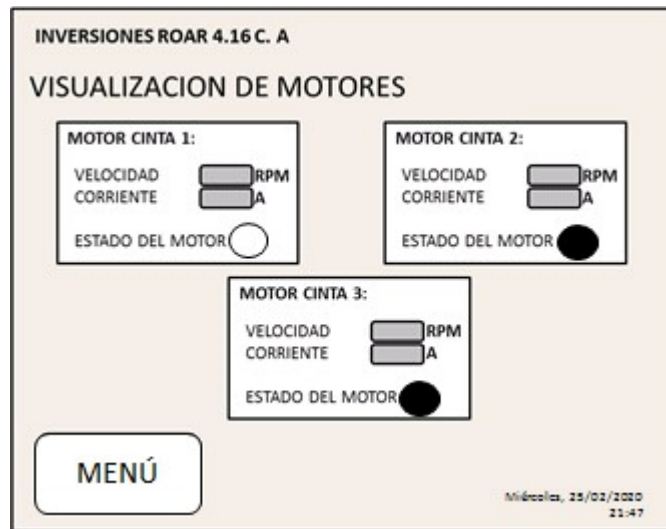 INVERSIONES ROAR 4.16 C. A
VISUALIZACION DE MOTORES
MOTOR CINTA 1:
VELOCIDAD RPM
CORRIENTE A
ESTADO DEL MOTOR
MOTOR CINTA 2:
VELOCIDAD RPM
CORRIENTE A
ESTADO DEL MOTOR
MOTOR CINTA 3:
VELOCIDAD RPM
CORRIENTE A
ESTADO DEL MOTOR
MENÚ
Miércoles, 25/02/2020
21:47